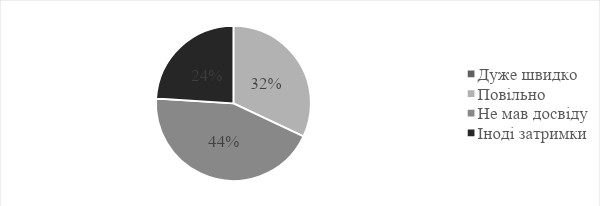 24%
32%
44%
Дуже швидко
Повільно
Не мав досвіду
Іноді затримки